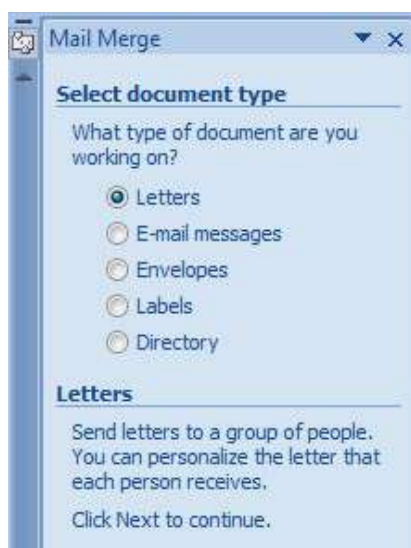 Mail Merge
Select document type
What type of document are you
working on?
Letters
E-mail messages
Envelopes
Labels
Directory
Letters
Send letters to a group of people.
You can personalize the letter that
each person receives.
Click Next to continue.